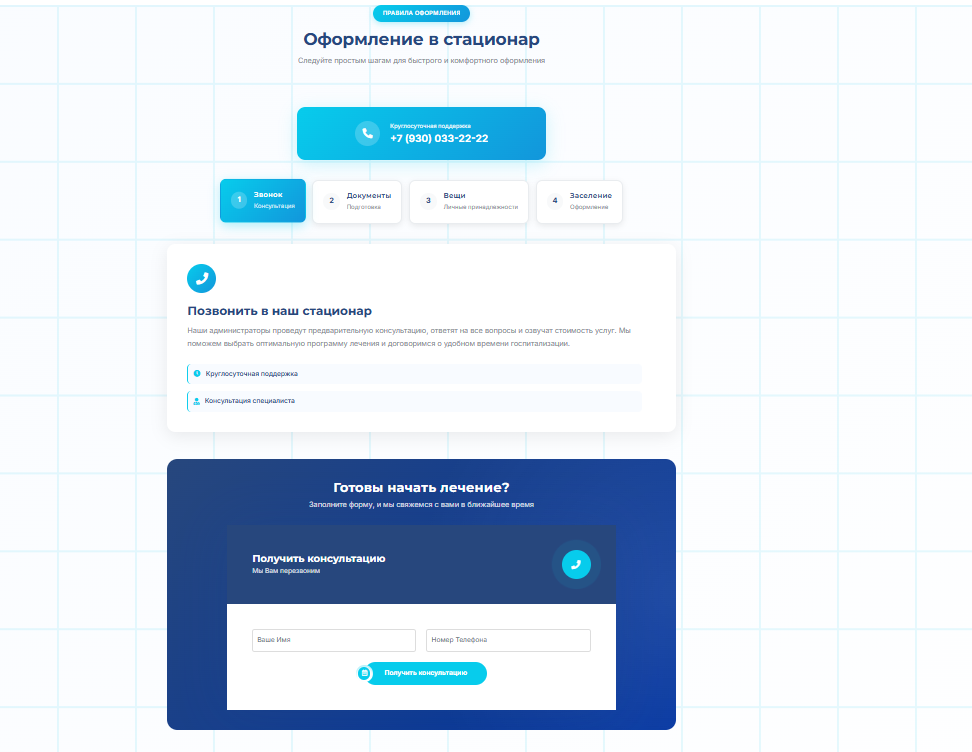 ПРАВИЛА ОФОРМЛЕНИЯ
Оформление в стационар
Следуйте простым шагам для быстрого и комфортного оформления
Круглосуточная поддержка
+7 (930) 033-22-22
1
Звонок
Консультация
2
Документы
Подготовка
3
Вещи
Личные принадлежности
4
Заселение
Оформление
Позвонить в наш стационар
Наши администраторы проведут предварительную консультацию, ответят на все вопросы и озвучат стоимость услуг. Мы
поможем выбрать оптимальную программу лечения и договоримся о удобном времени госпитализации.
Круглосуточная поддержка
Консультация специалиста
Готовы начать лечение?
Заполните форму, и мы свяжемся с вами в ближайшее время
Получить консультацию
Мы Вам перезвоним
Ваше Имя
Номер Телефона
Получить консультацию